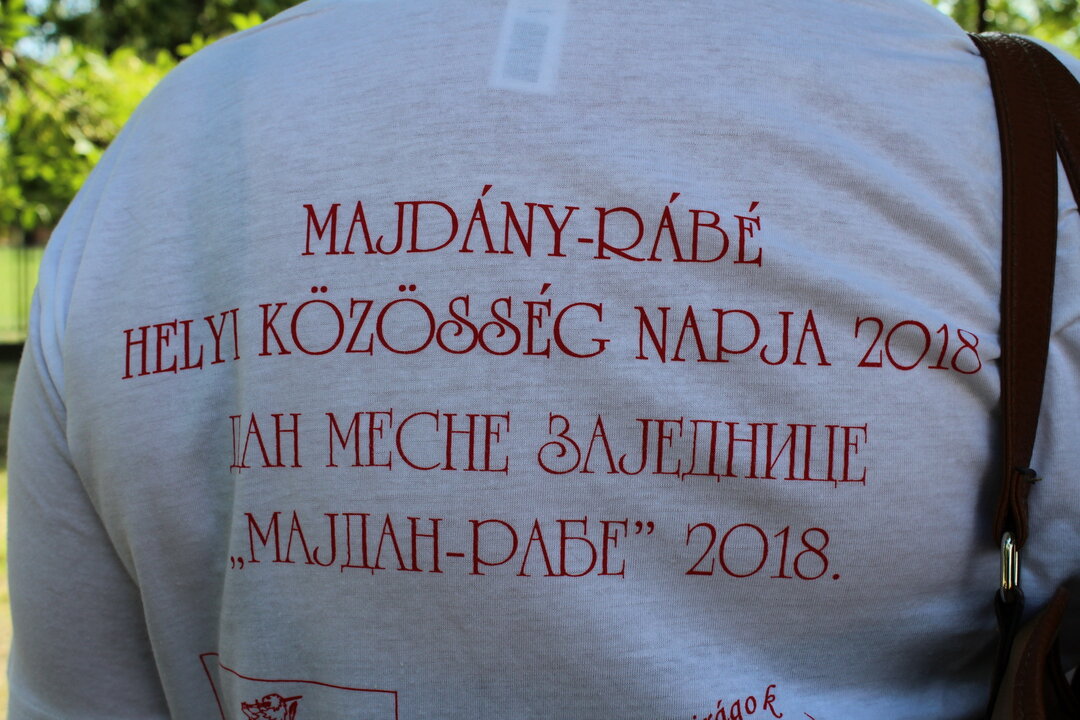 MAJDÁNY-RÁBÉ
HELYI KÖZÖSSÉG NAPJA 2018
ДАН МЕСНЕ ЗАЈЕДНИЦЕ
„МАЈДАН-РАБЕ” 2018.